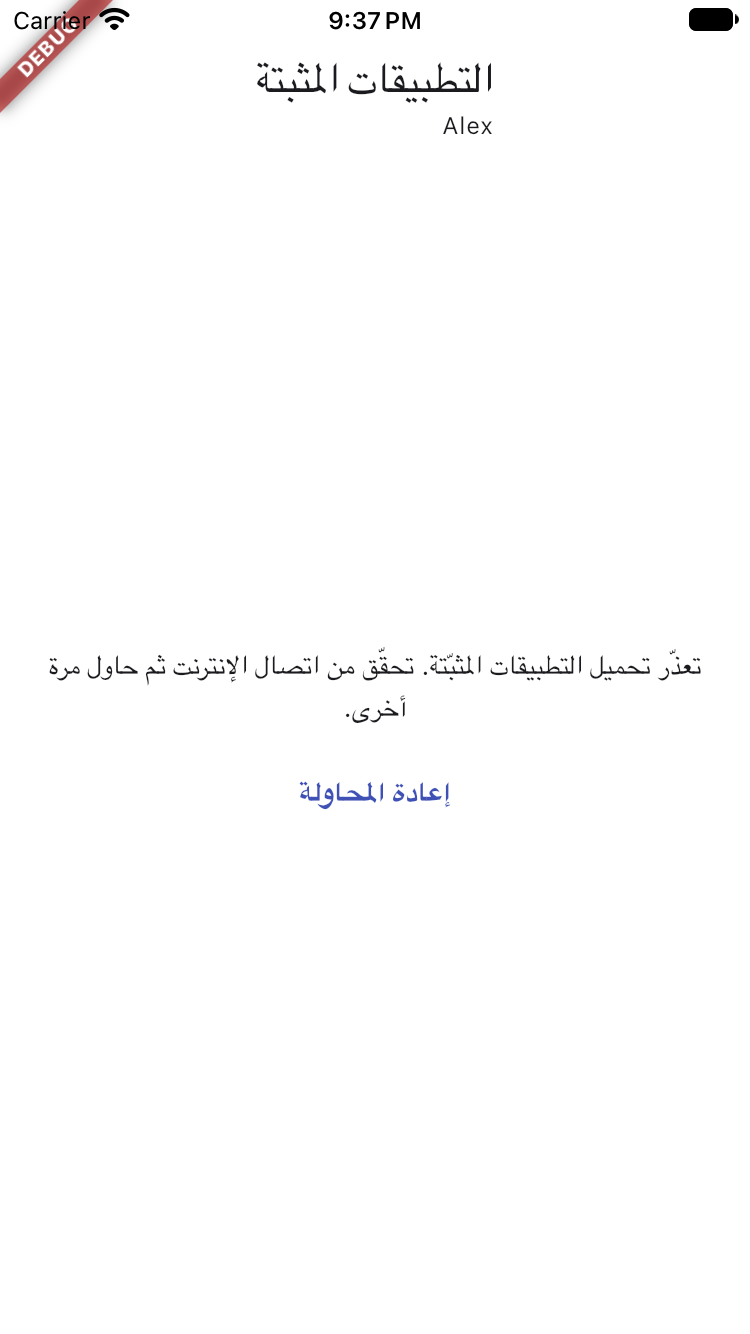 Carrier 9:37 PM
DEBUG
التطبيقات المثبتة
Alex
تعذّر تحميل التطبيقات المثبّتة. تحقّق من اتصال الإنترنت ثم حاول مرة
أخرى.
إعادة المحاولة